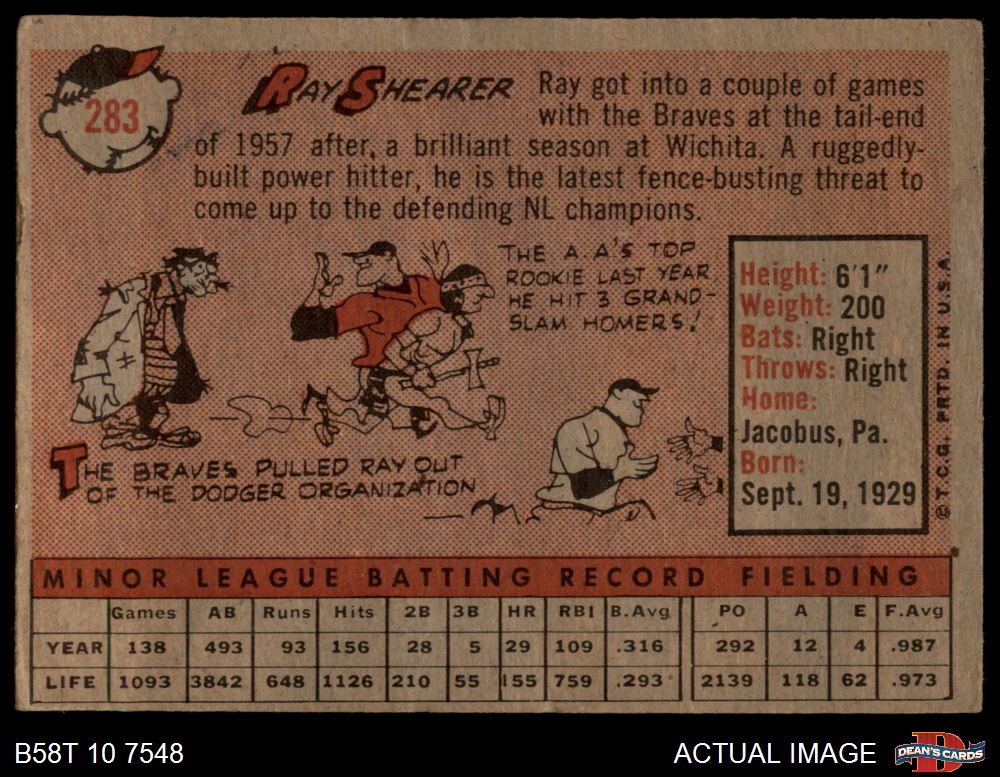 283
RAY SHEARER
Ray got into a couple of games
with the Braves at the tail-end
of 1957 after, a brilliant season at Wichita. A ruggedly-
built power hitter, he is the latest fence-busting threat to
come up to the defending NL champions.
THE A.A'S TOP
ROOKIE LAST YEAR.
HE HIT 3 GRAND-
SLAM HOMERS!
THE BRAVES PULLED RAY OUT
OF THE DODGER ORGANIZATION
Height: 6'1"
Weight: 200
Bats: Right
Throws: Right
Home:
Jacobus, Pa.
Born:
Sept. 19, 1929
© T.C.G. PRTD. IN U.S.A.
MINOR LEAGUE BATTING RECORD FIELDING
Games AB Runs Hits 2B 3B HR RBI B.Avg PO A E F.Avg
YEAR 138 493 93 156 28 5 29 109 .316 292 12 4 .987
LIFE 1093 3842 648 1126 210 55 155 759 .293 2139 118 62 .973
B58T 10 7548
ACTUAL IMAGE
D
DEAN'S CARDS